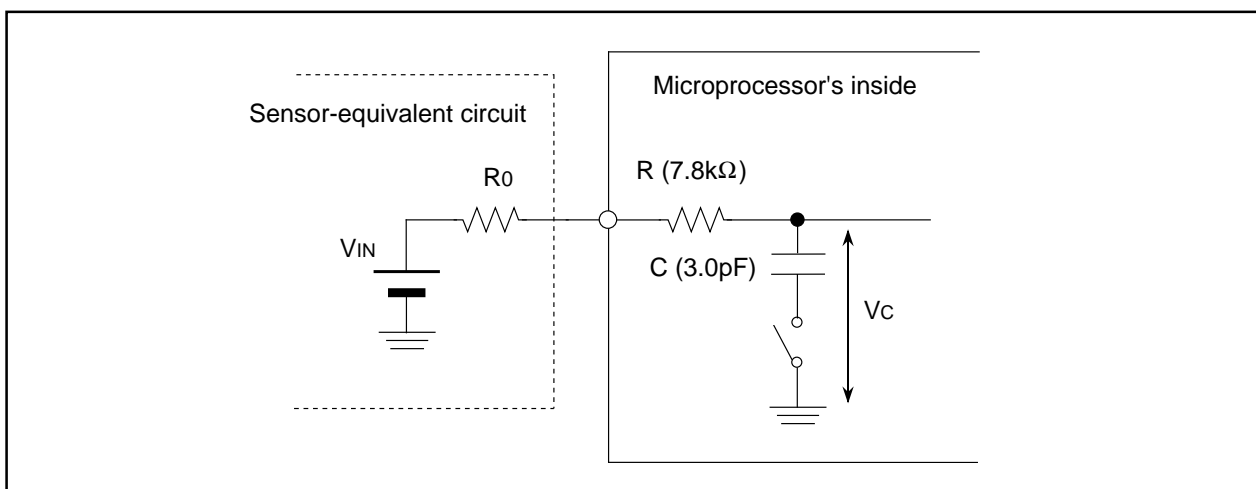 Microprocessor's inside
Sensor-equivalent circuit
R0
R (7.8kΩ)
VIN
C (3.0pF)
VC